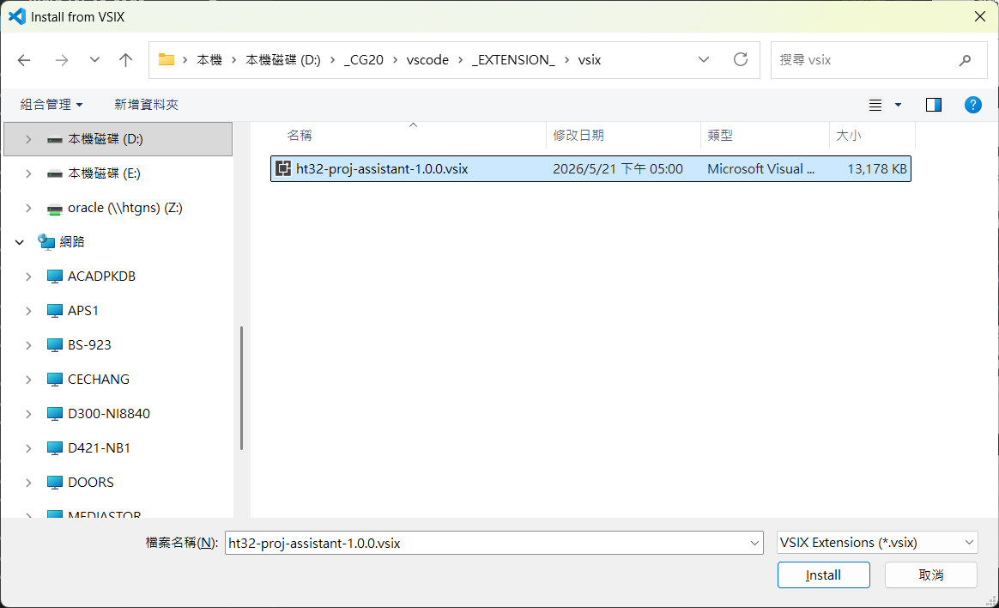 Install from VSIX
本機 > 本機磁碟 (D:) > _CG20 > vscode > _EXTENSION_ > vsix
搜尋 vsix
組合管理 新增資料夾
名稱 修改日期 類型 大小
本機磁碟 (D:)
本機磁碟 (E:)
oracle (\\htgns) (Z:)
網路
ACADPKDB
APS1
BS-923
CECHANG
D300-NI8840
D421-NB1
DOORS
MEDIASTOR
ht32-proj-assistant-1.0.0.vsix 2026/5/21 下午 05:00 Microsoft Visual ... 13,178 KB
檔案名稱(N): ht32-proj-assistant-1.0.0.vsix VSIX Extensions (*.vsix)
Install 取消